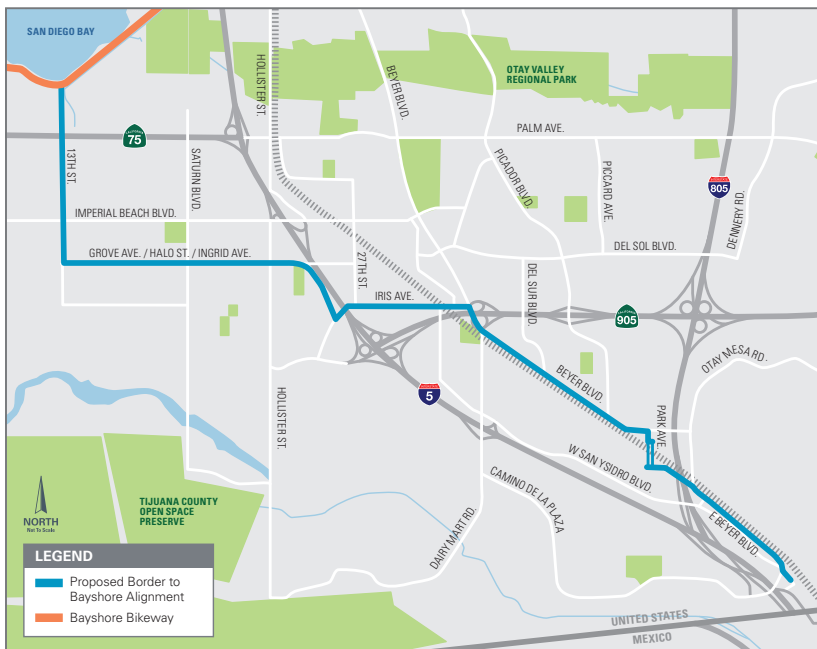 SAN DIEGO BAY
HOLLISTER ST.
BEYER BLVD.
OTAY VALLEY
REGIONAL PARK
CALIFORNIA
75
PALM AVE.
13TH ST.
SATURN BLVD.
PICADOR BLVD.
PICCARD AVE.
INTERSTATE
805
DENNERY RD.
IMPERIAL BEACH BLVD.
GROVE AVE. / HALO ST. / INGRID AVE.
27TH ST.
DEL SOL BLVD.
IRIS AVE.
DEL SUR BLVD.
CALIFORNIA
905
OTAY MESA RD.
INTERSTATE
5
BEYER BLVD.
PARK AVE.
HOLLISTER ST.
W SAN YSIDRO BLVD.
CAMINO DE LA PLAZA
DAIRY MART RD.
E BEYER BLVD.
NORTH
Not To Scale
TIJUANA COUNTY
OPEN SPACE
PRESERVE
LEGEND
Proposed Border to
Bayshore Alignment
Bayshore Bikeway
UNITED STATES
MEXICO